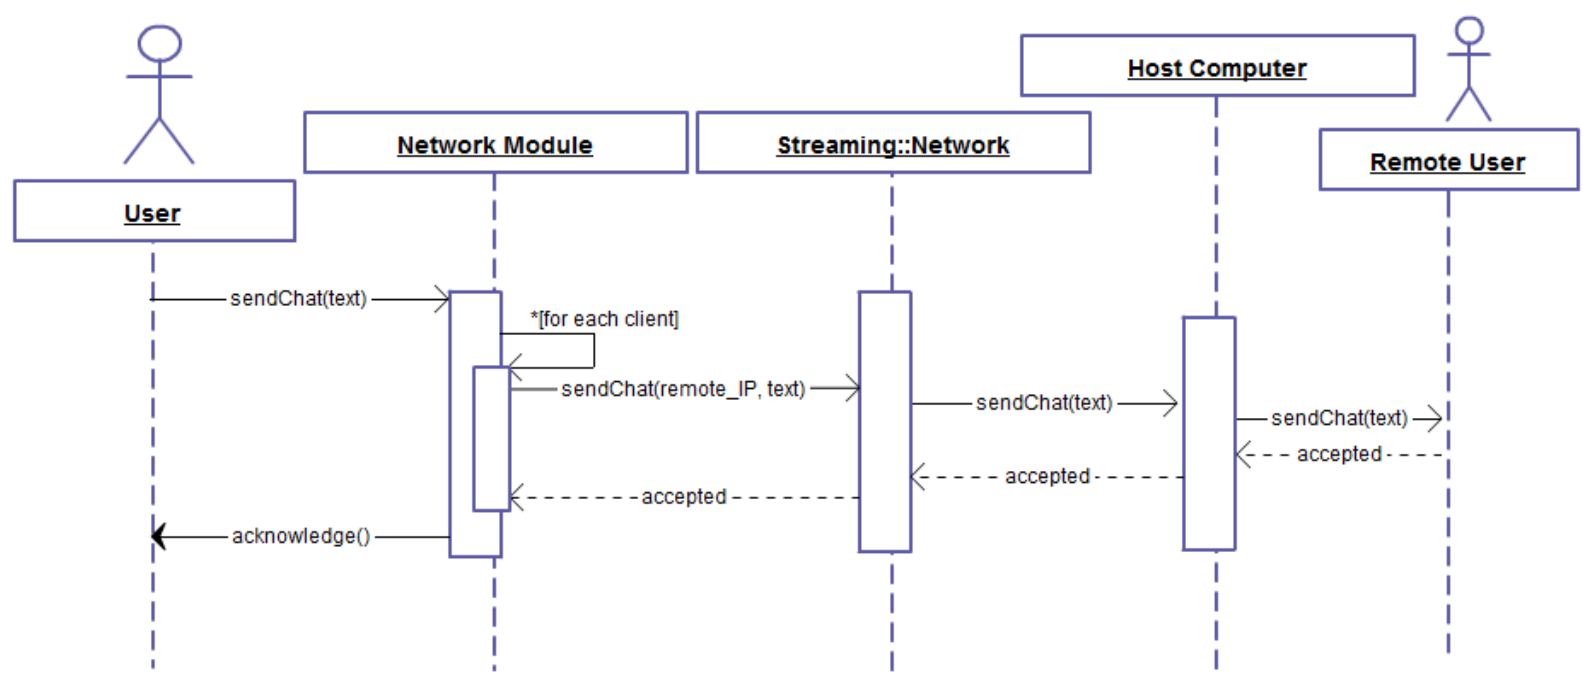 Host Computer
Network Module
Streaming::Network
Remote User
User
sendChat(text)
*[for each client]
sendChat(remote_IP, text)
sendChat(text)
sendChat(text)
accepted
accepted
accepted
acknowledge()